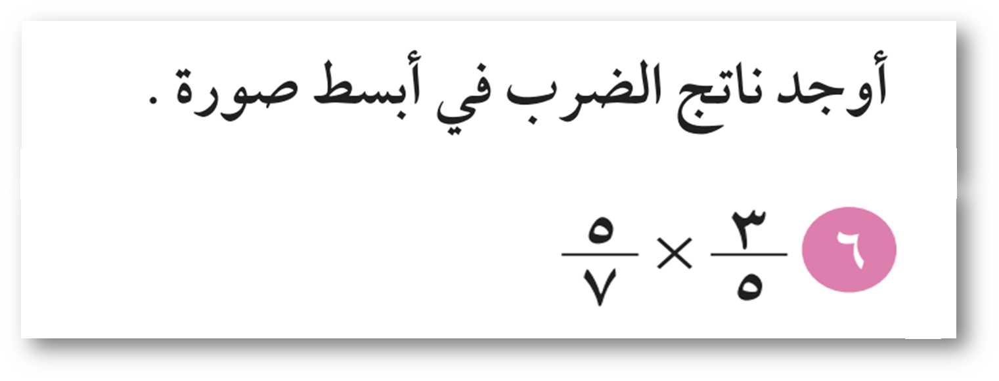 أوجد ناتج الضرب في أبسط صورة .
٦ ٣/٥ × ٥/٧